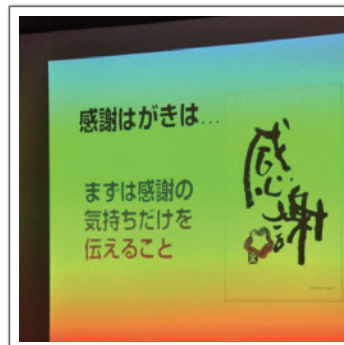 感謝はがきは…
まずは感謝の
気持ちだけを
伝えること
感謝